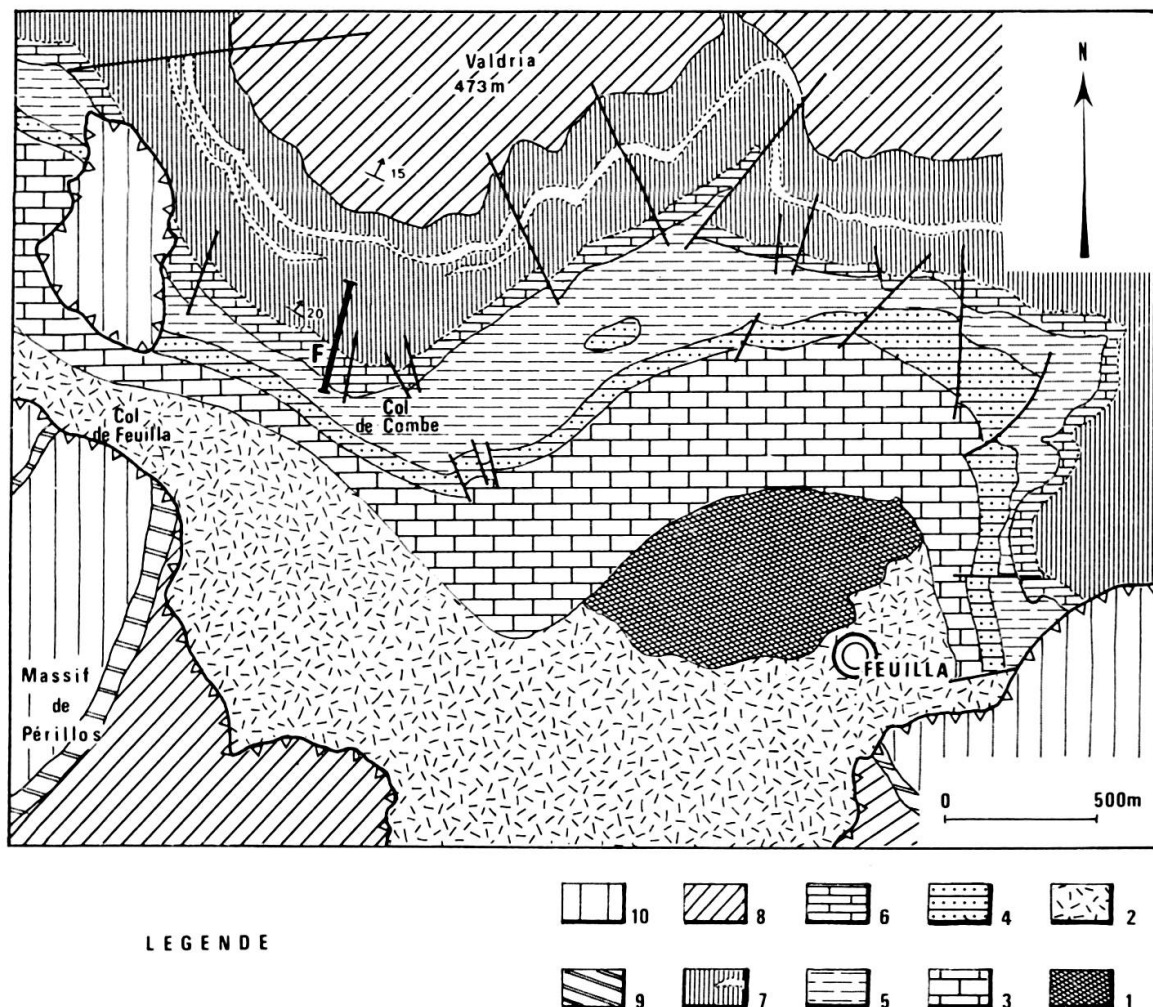 N
Valdria
473m
15
20
F
Col
de Feuilla
Col
de Combe
FEUILLA
Massif
de
Périllos
0 500m
LEGENDE
10 8 6 4 2
9 7 5 3 1